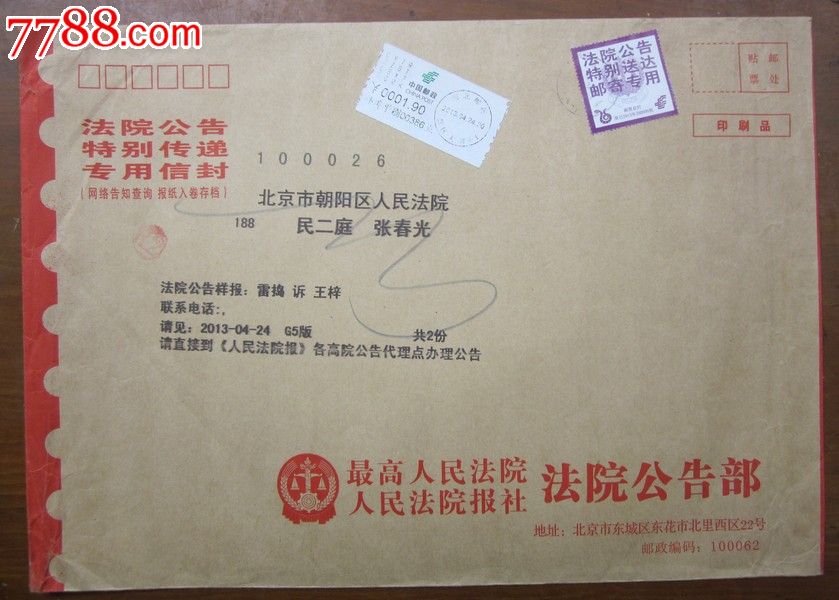 7788.com
中国邮政
CHINA POST
¥0001.90
2013.04.24
法院公告
特别送达
邮寄专用
贴邮
票处
印刷品
法院公告
特别传递
专用信封
(网络告知查询 报纸入卷存档)
100026
北京市朝阳区人民法院
188 民二庭 张春光
法院公告样报：雷捣 诉 王梓
联系电话:,
请见：2013-04-24 G5版 共2份
请直接到《人民法院报》各高院公告代理点办理公告
最高人民法院
人民法院报社
法院公告部
地址：北京市东城区东花市北里西区22号
邮政编码：100062